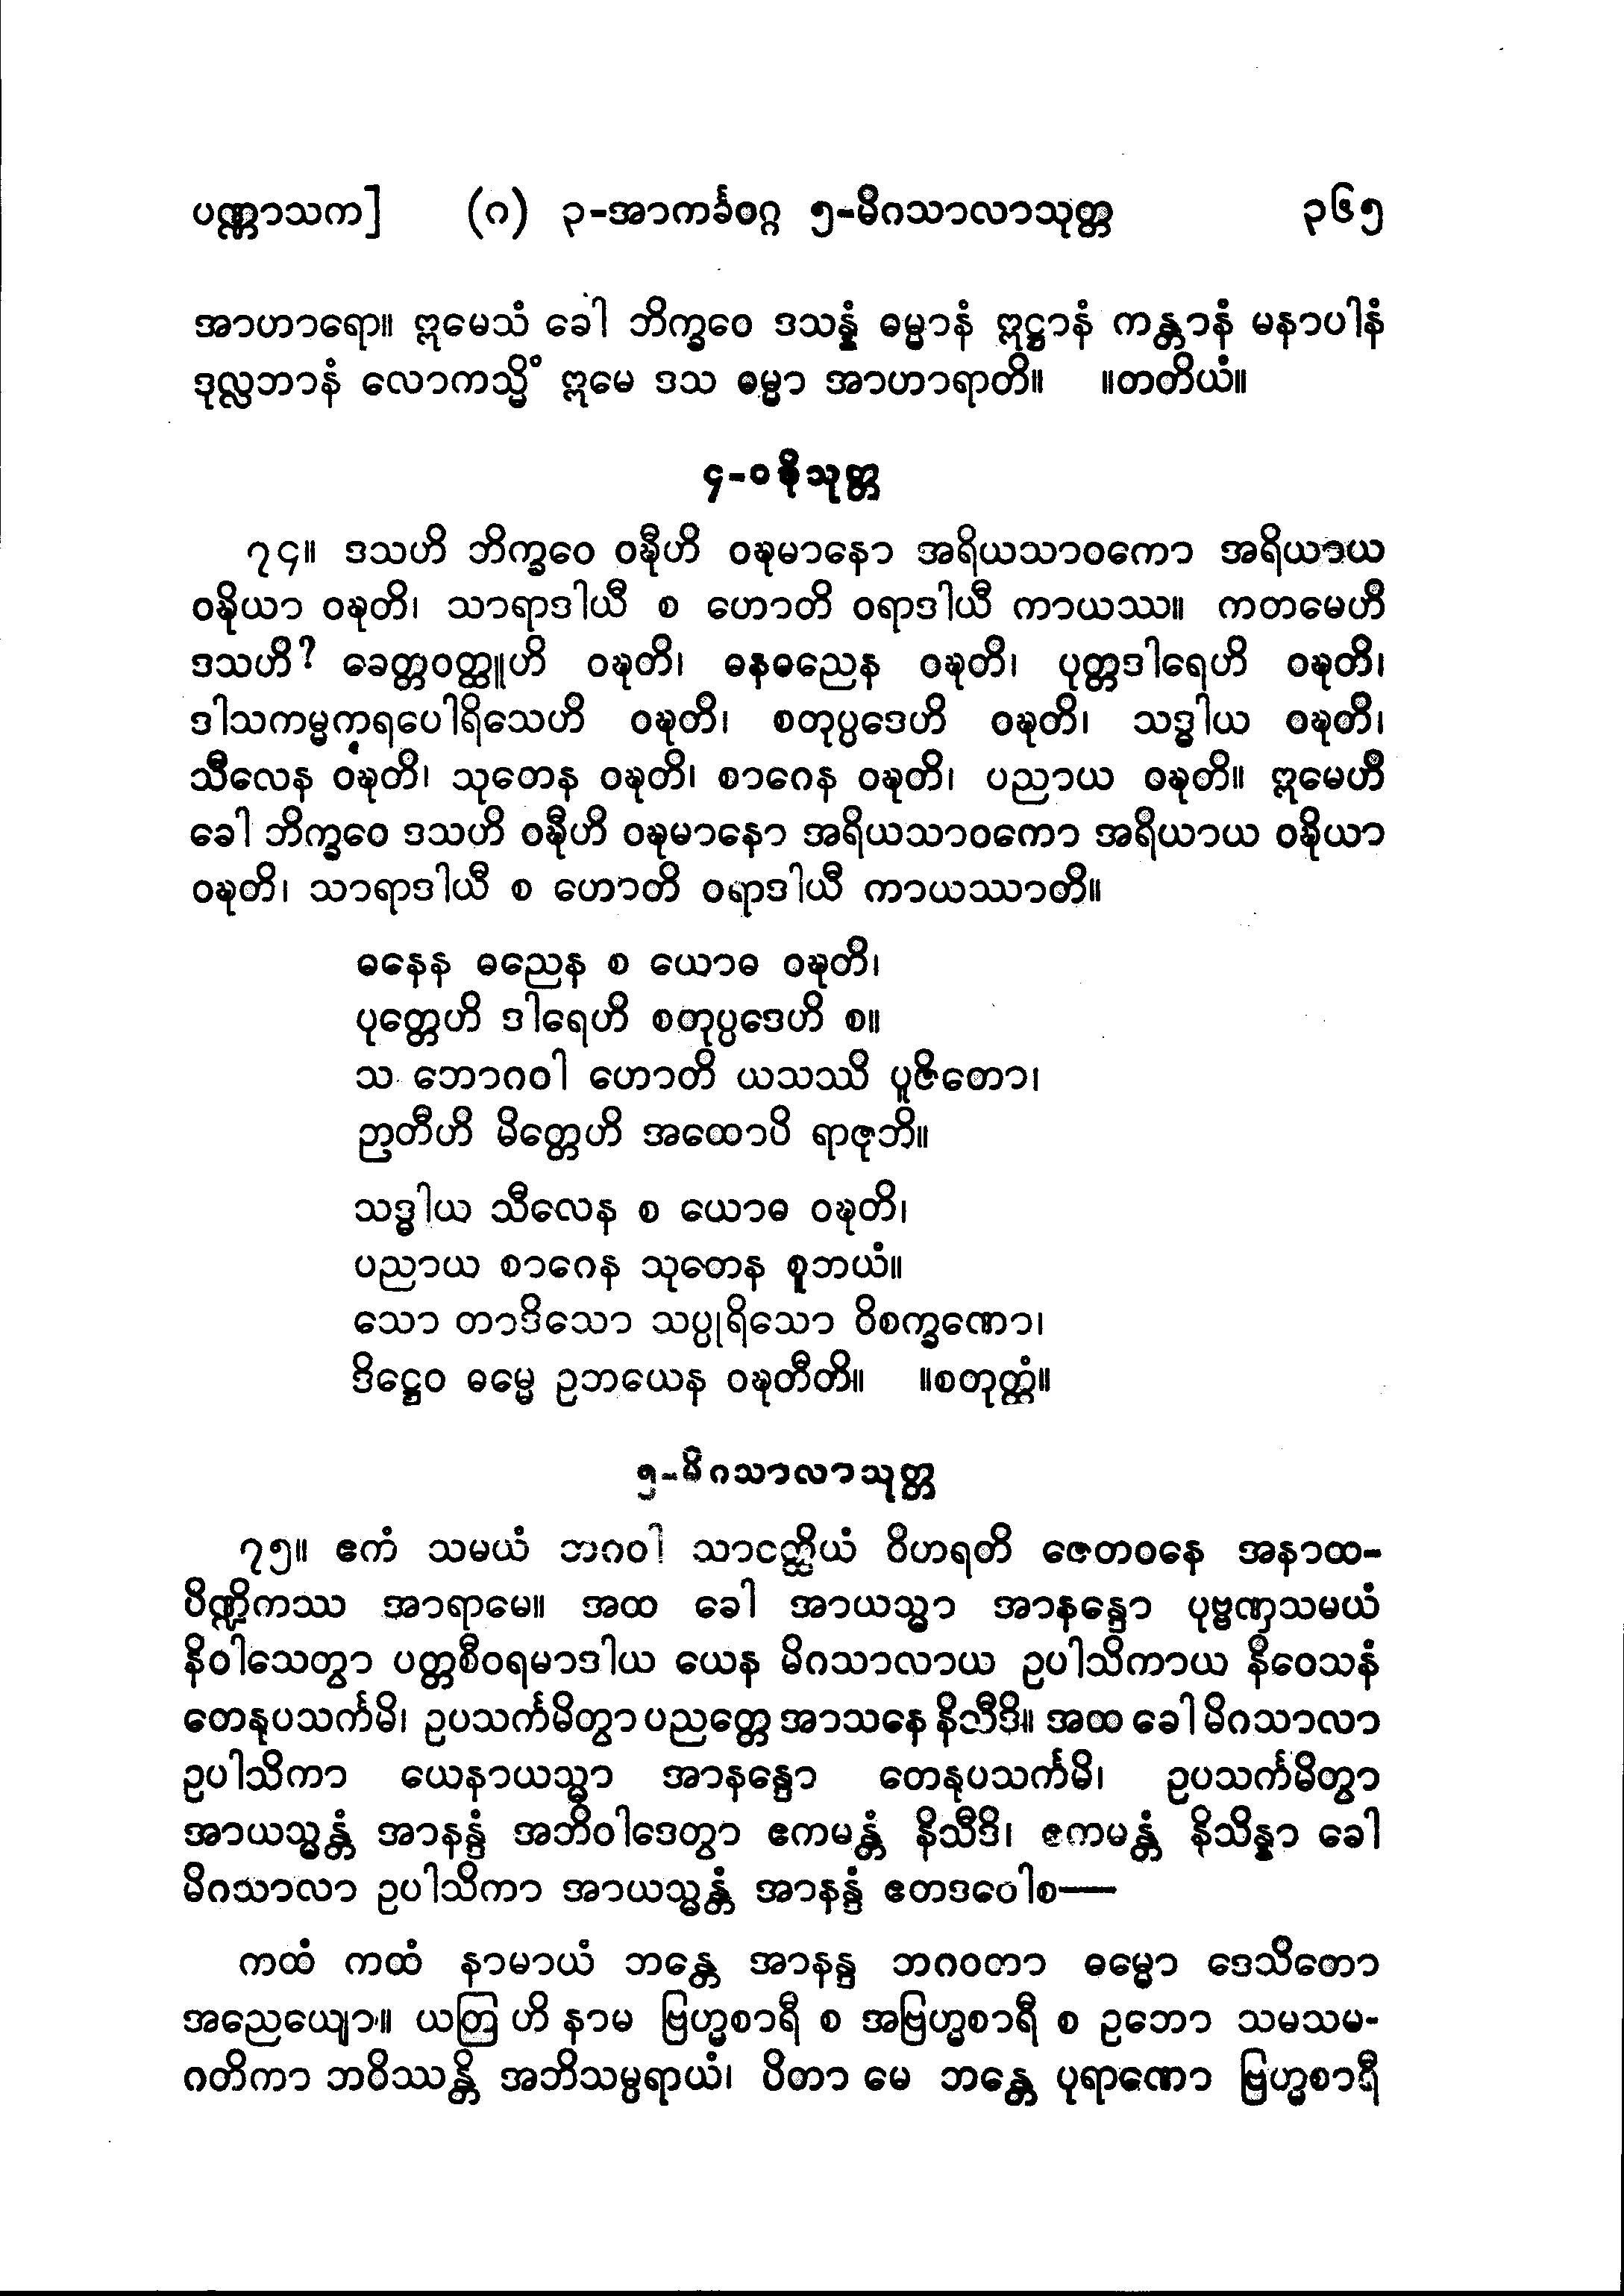 ပဏ္ဏာသက] (ဂ) ၃-အာကင်္ခဝဂ္ဂ ၅-မိဂသာလာသုတ္တ ၃၆၅
အာဟာရော။ ဣမေသံ ခေါ ဘိက္ခဝေ ဒသန္နံ ဓမ္မာနံ ဣဋ္ဌာနံ ကန္တာနံ မနာပါနံ
ဒုလ္လဘာနံ လောကသ္မိံ ဣမေ ဒသ ဓမ္မာ အာဟာရာတိ။ ။တတိယံ။
၄-ဝဍ္ဎိသုတ္တ
၇၄။ ဒသဟိ ဘိက္ခဝေ ဝဍ္ဎီဟိ ဝဍ္ဎမာနော အရိယသာဝကော အရိယာယ
ဝဍ္ဎိယာ ဝဍ္ဎတိ၊ သာရာဒါယီ စ ဟောတိ ဝရာဒါယီ ကာယဿ။ ကတမေဟိ
ဒသဟိ? ခေတ္တဝတ္ထူဟိ ဝဍ္ဎတိ၊ ဓနဓညေန ဝဍ္ဎတိ၊ ပုတ္တဒါရေဟိ ဝဍ္ဎတိ၊
ဒါသကမ္မကရပေါရိသေဟိ ဝဍ္ဎတိ၊ စတုပ္ပဒေဟိ ဝဍ္ဎတိ၊ သဒ္ဓါယ ဝဍ္ဎတိ၊
သီလေန ဝဍ္ဎတိ၊ သုတေန ဝဍ္ဎတိ၊ စာဂေန ဝဍ္ဎတိ၊ ပညာယ ဝဍ္ဎတိ။ ဣမေဟိ
ခေါ ဘိက္ခဝေ ဒသဟိ ဝဍ္ဎီဟိ ဝဍ္ဎမာနော အရိယသာဝကော အရိယာယ ဝဍ္ဎိယာ
ဝဍ္ဎတိ၊ သာရာဒါယီ စ ဟောတိ ဝရာဒါယီ ကာယဿာတိ။
ဓနေန ဓညေန စ ယောဓ ဝဍ္ဎတိ၊
ပုတ္တေဟိ ဒါရေဟိ စတုပ္ပဒေဟိ စ။
သ ဘောဂဝါ ဟောတိ ယသဿိ ပူဇိတော၊
ဉာတီဟိ မိတ္တေဟိ အထောပိ ရာဇုဘိ။
သဒ္ဓါယ သီလေန စ ယောဓ ဝဍ္ဎတိ၊
ပညာယ စာဂေန သုတေန စူဘယံ။
သော တာဒိသော သပ္ပုရိသော ဝိစက္ခဏော၊
ဒိဋ္ဌေဝ ဓမ္မေ ဥဘယေန ဝဍ္ဎတီတိ။ ။စတုတ္ထံ။
၅-မိဂသာလာသုတ္တ
၇၅။ ဧကံ သမယံ ဘဂဝါ သာဝတ္ထိယံ ဝိဟရတိ ဇေတဝနေ အနာထ-
ပိဏ္ဍိကဿ အာရာမေ။ အထ ခေါ အာယသ္မာ အာနန္ဒော ပုဗ္ဗဏှသမယံ
နိဝါသေတွာ ပတ္တစီဝရမာဒါယ ယေန မိဂသာလာယ ဥပါသိကာယ နိဝေသနံ
တေနုပသင်္ကမိ၊ ဥပသင်္ကမိတွာ ပညတ္တေ အာသနေ နိသီဒိ။ အထ ခေါ မိဂသာလာ
ဥပါသိကာ ယေနာယသ္မာ အာနန္ဒော တေနုပသင်္ကမိ၊ ဥပသင်္ကမိတွာ
အာယသ္မန္တံ အာနန္ဒံ အဘိဝါဒေတွာ ဧကမန္တံ နိသီဒိ၊ ဧကမန္တံ နိသိန္နာ ခေါ
မိဂသာလာ ဥပါသိကာ အာယသ္မန္တံ အာနန္ဒံ ဧတဒဝေါစ—
ကထံ ကထံ နာမာယံ ဘန္တေ အာနန္ဒ ဘဂဝတာ ဓမ္မော ဒေသိတော
အညေယျော။ ယတြ ဟိ နာမ ဗြဟ္မစာရီ စ အဗြဟ္မစာရီ စ ဥဘော သမသမ-
ဂတိကာ ဘဝိဿန္တိ အဘိသမ္ပရာယံ၊ ပိတာ မေ ဘန္တေ ပုရာဏော ဗြဟ္မစာရီ